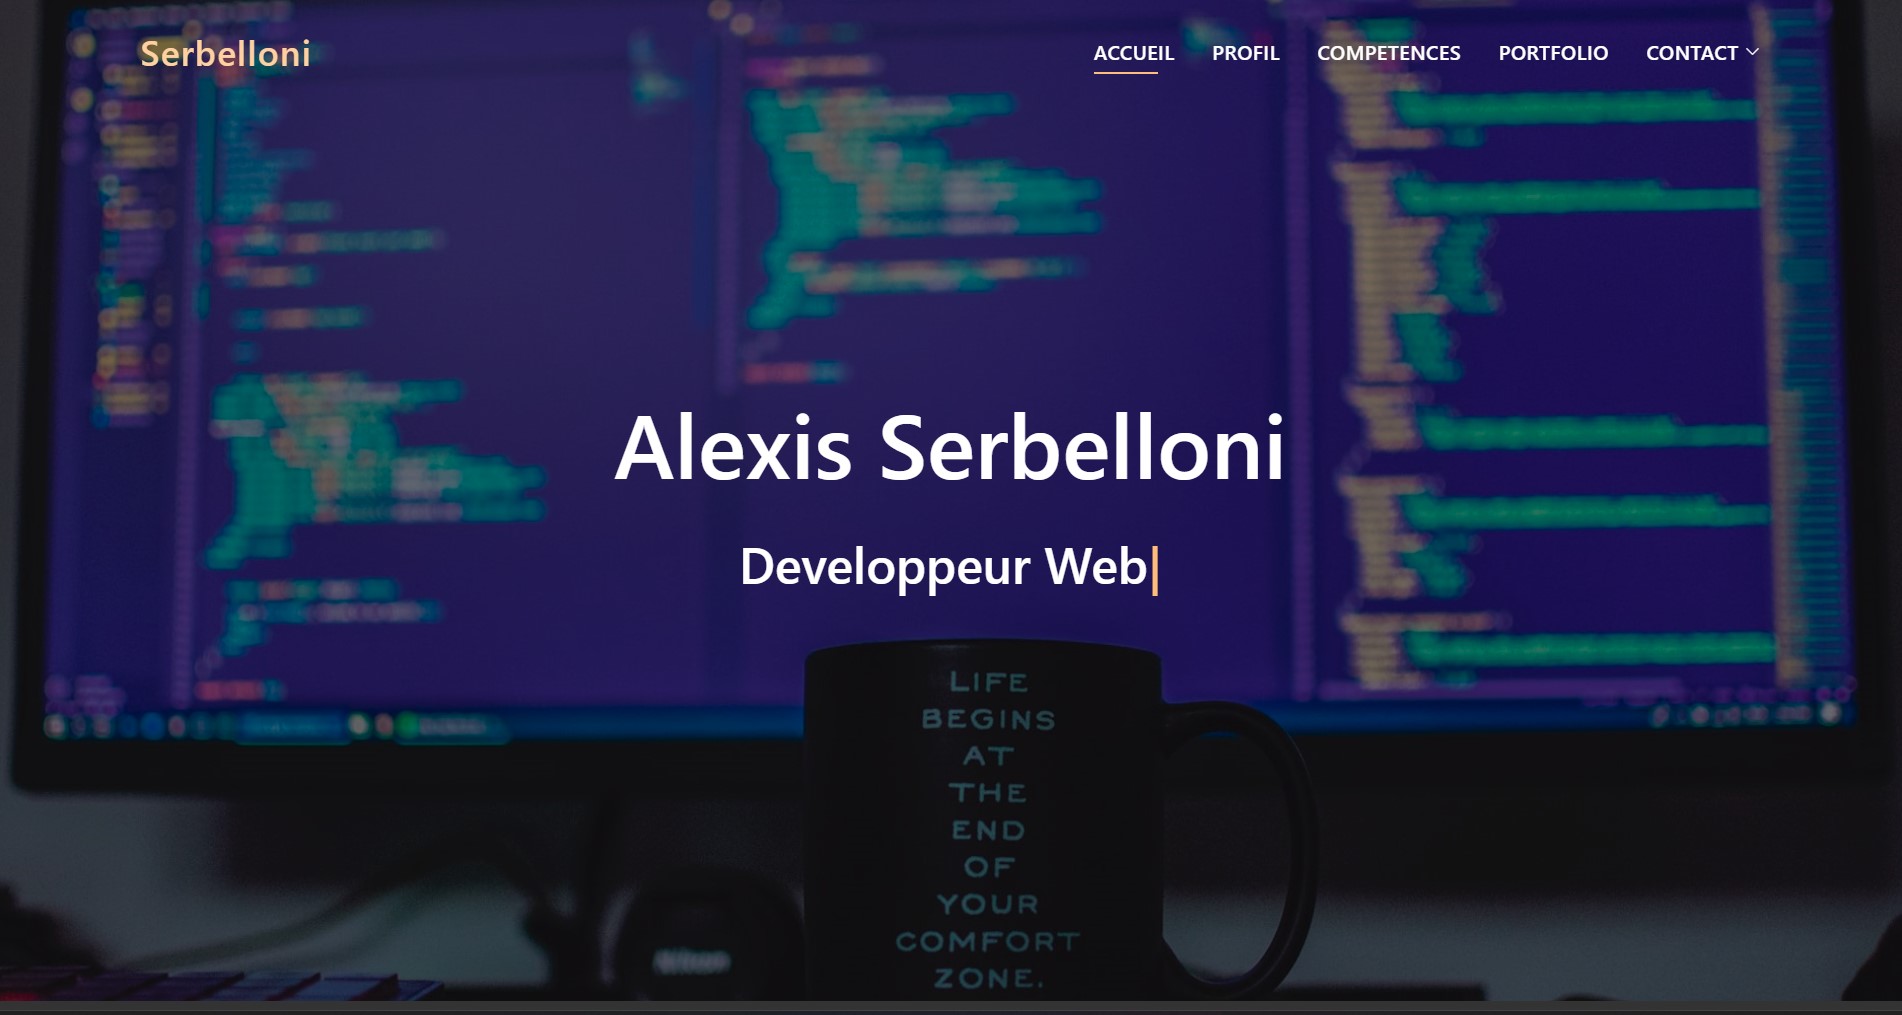 Serbelloni
ACCUEIL PROFIL COMPETENCES PORTFOLIO CONTACT
Alexis Serbelloni
Developpeur Web
LIFE
BEGINS
AT
THE
END
OF
YOUR
COMFORT
ZONE.
Nikon